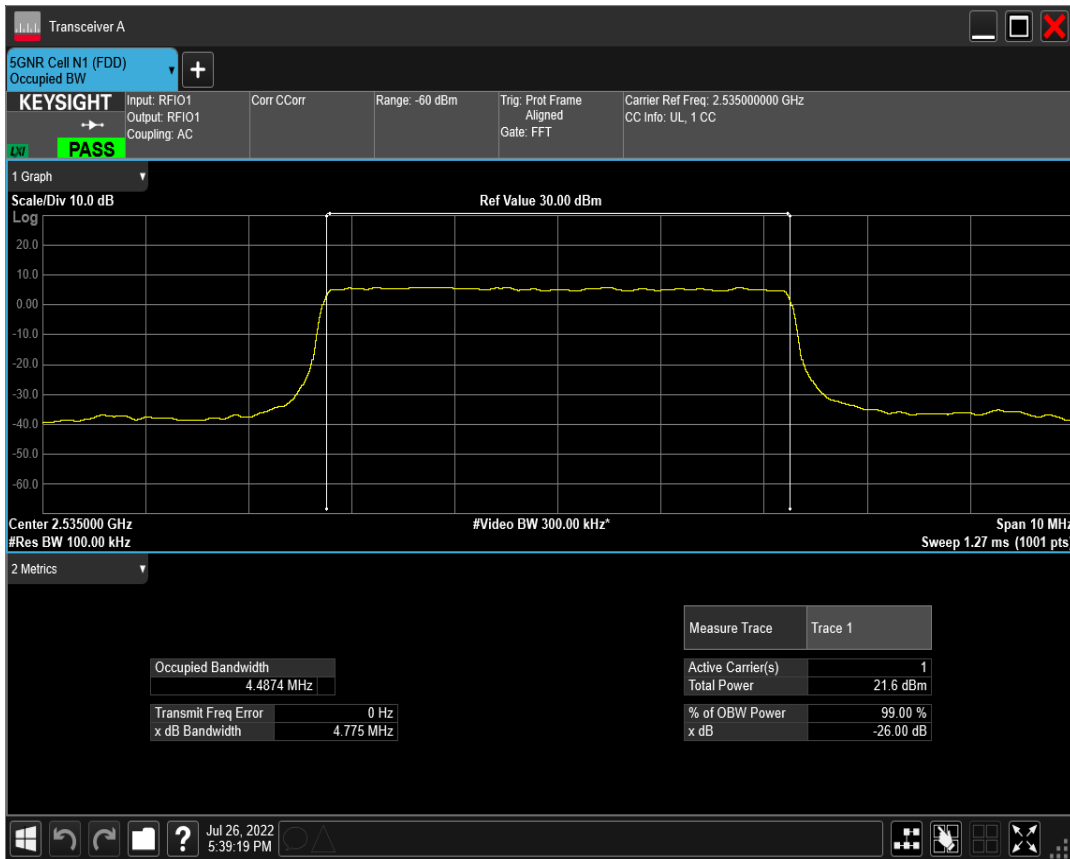 Transceiver A
5GNR Cell N1 (FDD)
Occupied BW
+
KEYSIGHT
LXI
PASS
Input: RFIO1
Output: RFIO1
Coupling: AC
Corr CCorr
Range: -60 dBm
Trig: Prot Frame
Aligned
Gate: FFT
Carrier Ref Freq: 2.535000000 GHz
CC Info: UL, 1 CC
1 Graph
Scale/Div 10.0 dB
Ref Value 30.00 dBm
Log
20.0
10.0
0.00
-10.0
-20.0
-30.0
-40.0
-50.0
-60.0
Center 2.535000 GHz
#Video BW 300.00 kHz*
Span 10 MHz
#Res BW 100.00 kHz
Sweep 1.27 ms (1001 pts)
2 Metrics
Measure Trace Trace 1
Occupied Bandwidth
4.4874 MHz
Active Carrier(s) 1
Total Power 21.6 dBm
Transmit Freq Error 0 Hz
x dB Bandwidth 4.775 MHz
% of OBW Power 99.00 %
x dB -26.00 dB
?
Jul 26, 2022
5:39:19 PM